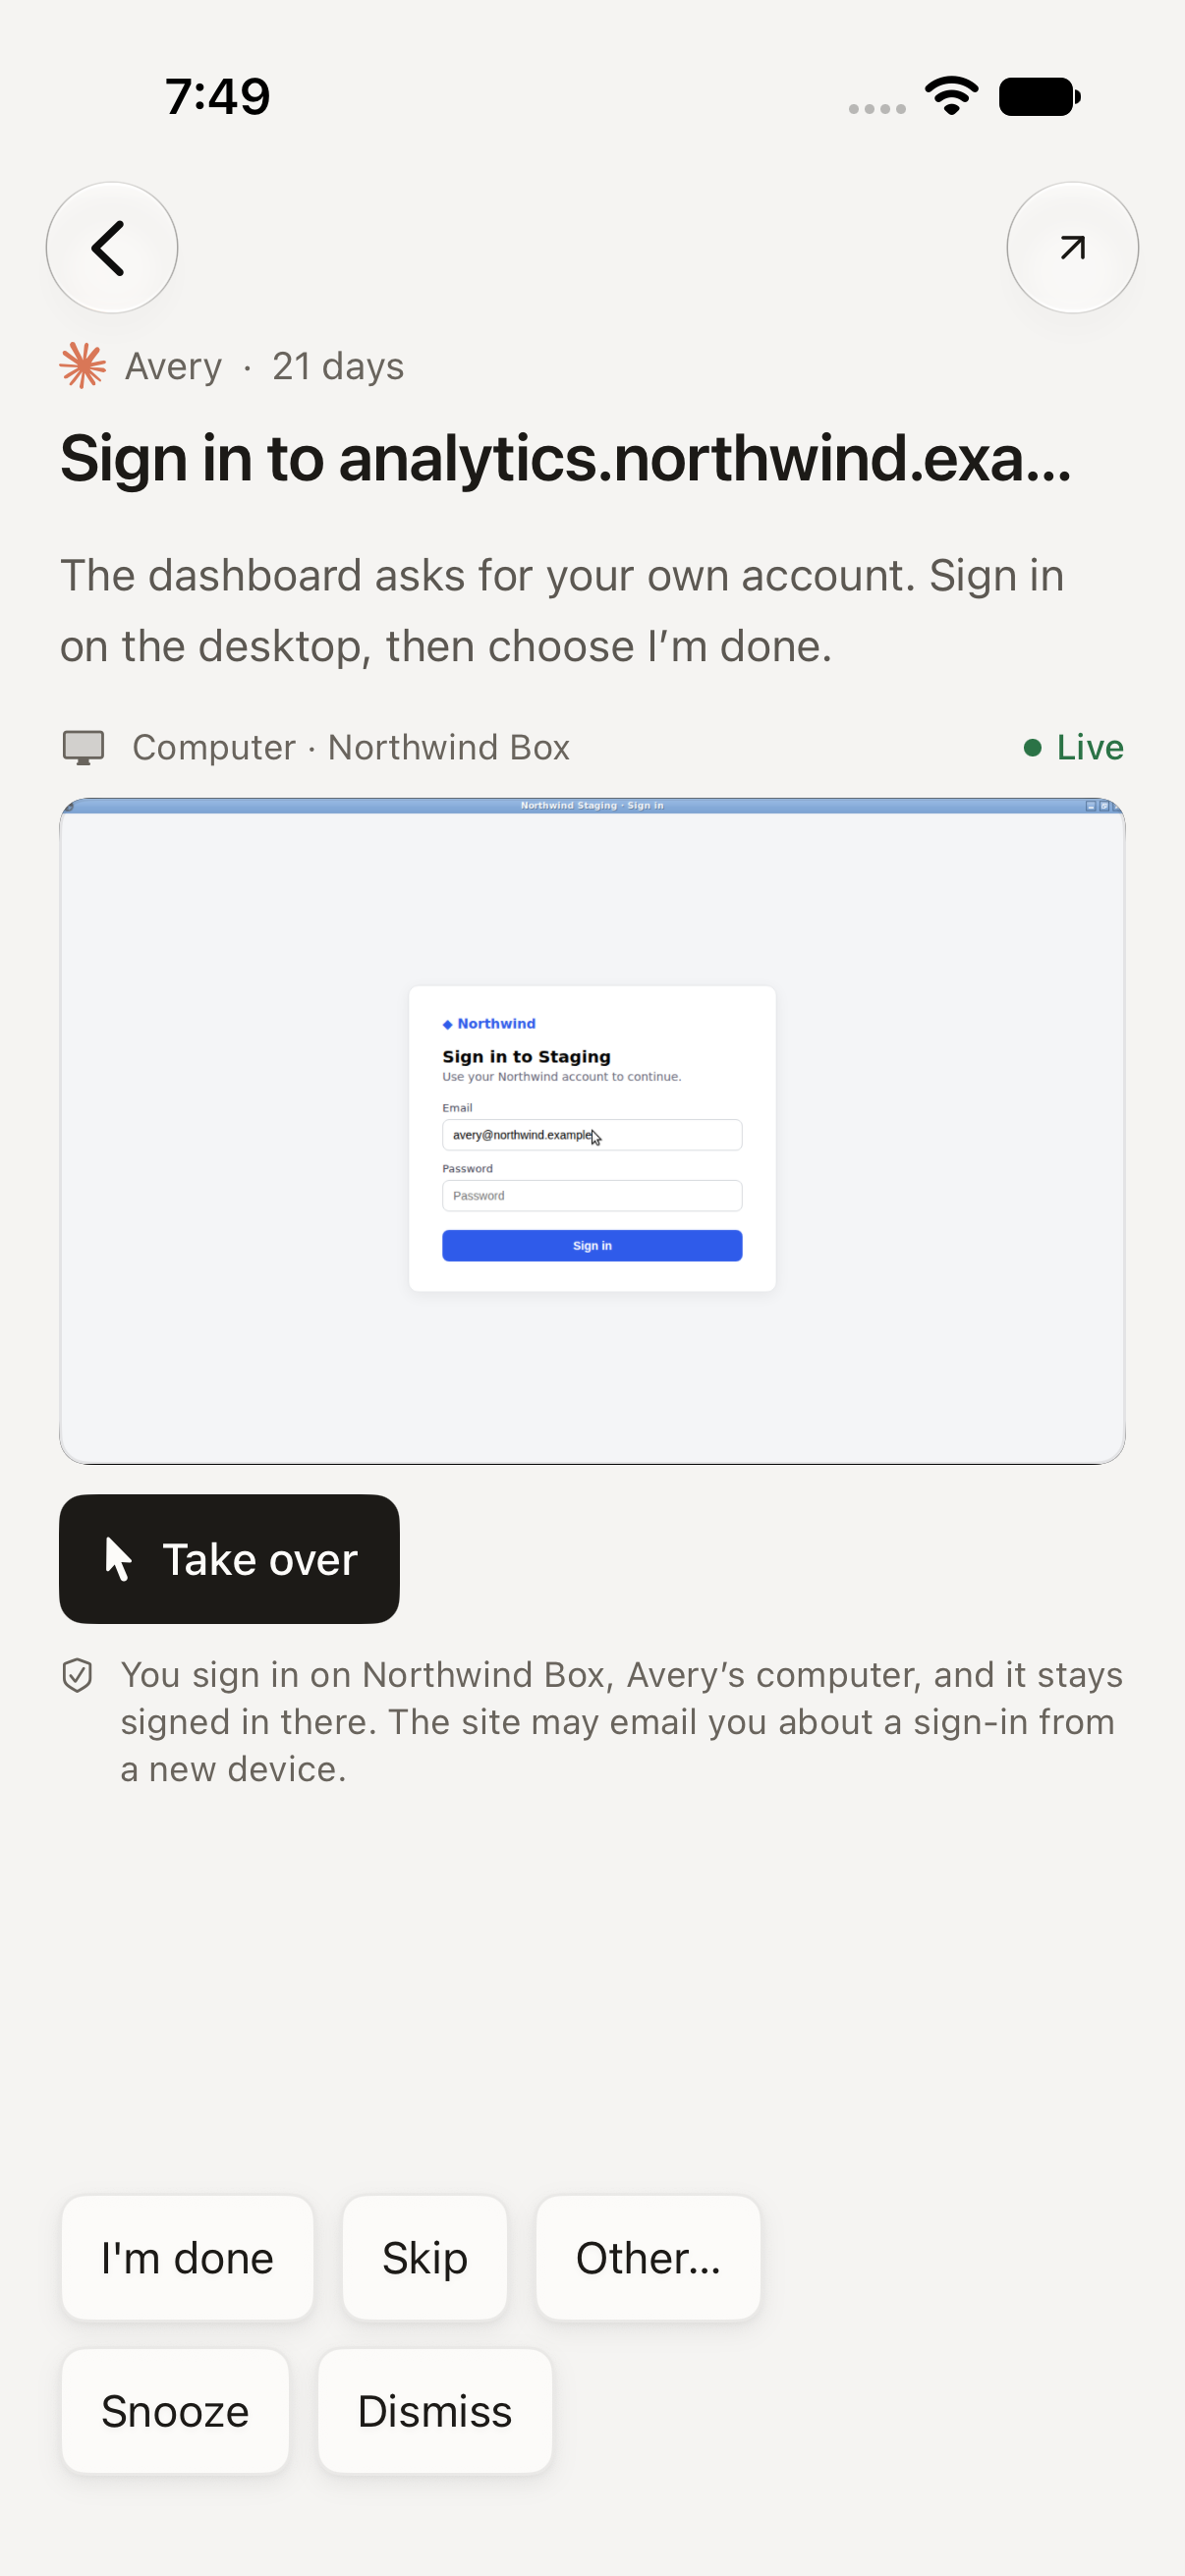 7:49
Avery · 21 days
Sign in to analytics.northwind.exa...
The dashboard asks for your own account. Sign in
on the desktop, then choose I’m done.
Computer · Northwind Box
Live
Northwind Staging - Sign in
Northwind
Sign in to Staging
Use your Northwind account to continue.
Email
avery@northwind.example
Password
Password
Sign in
Take over
You sign in on Northwind Box, Avery’s computer, and it stays
signed in there. The site may email you about a sign-in from
a new device.
I'm done
Skip
Other...
Snooze
Dismiss